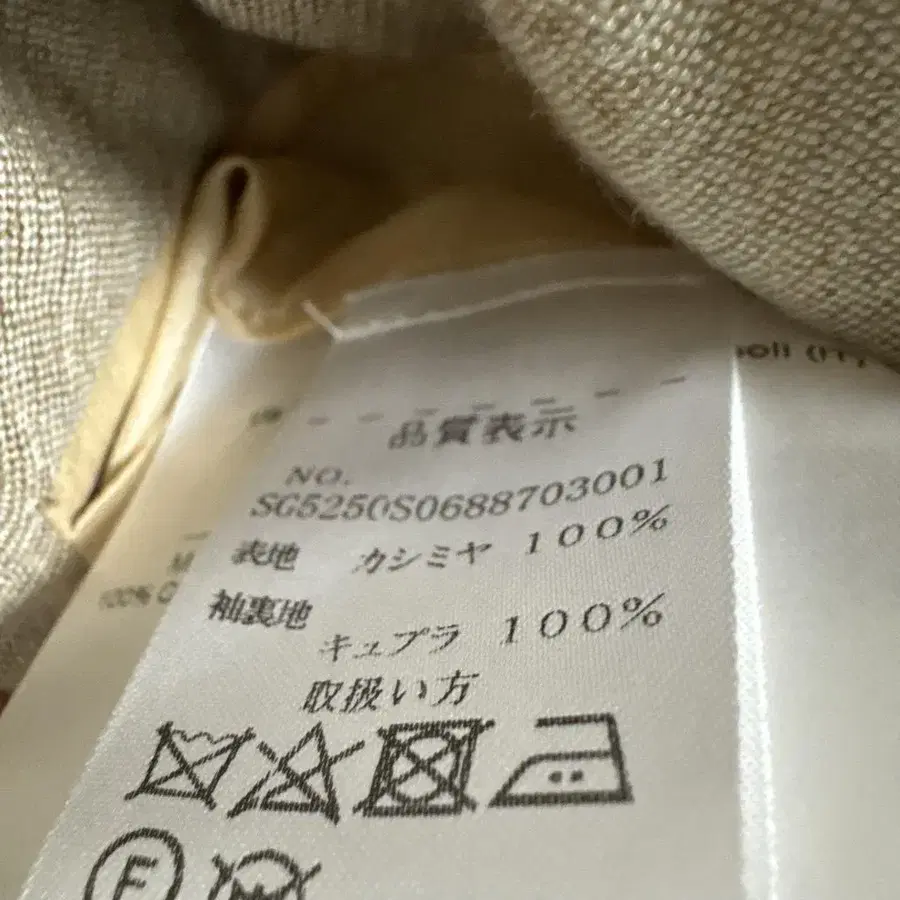 品質表示
NO.
SG5250S0688703001
表地 カシミヤ 100%
袖裏地
キュプラ 100%
取扱い方
F
W
100%